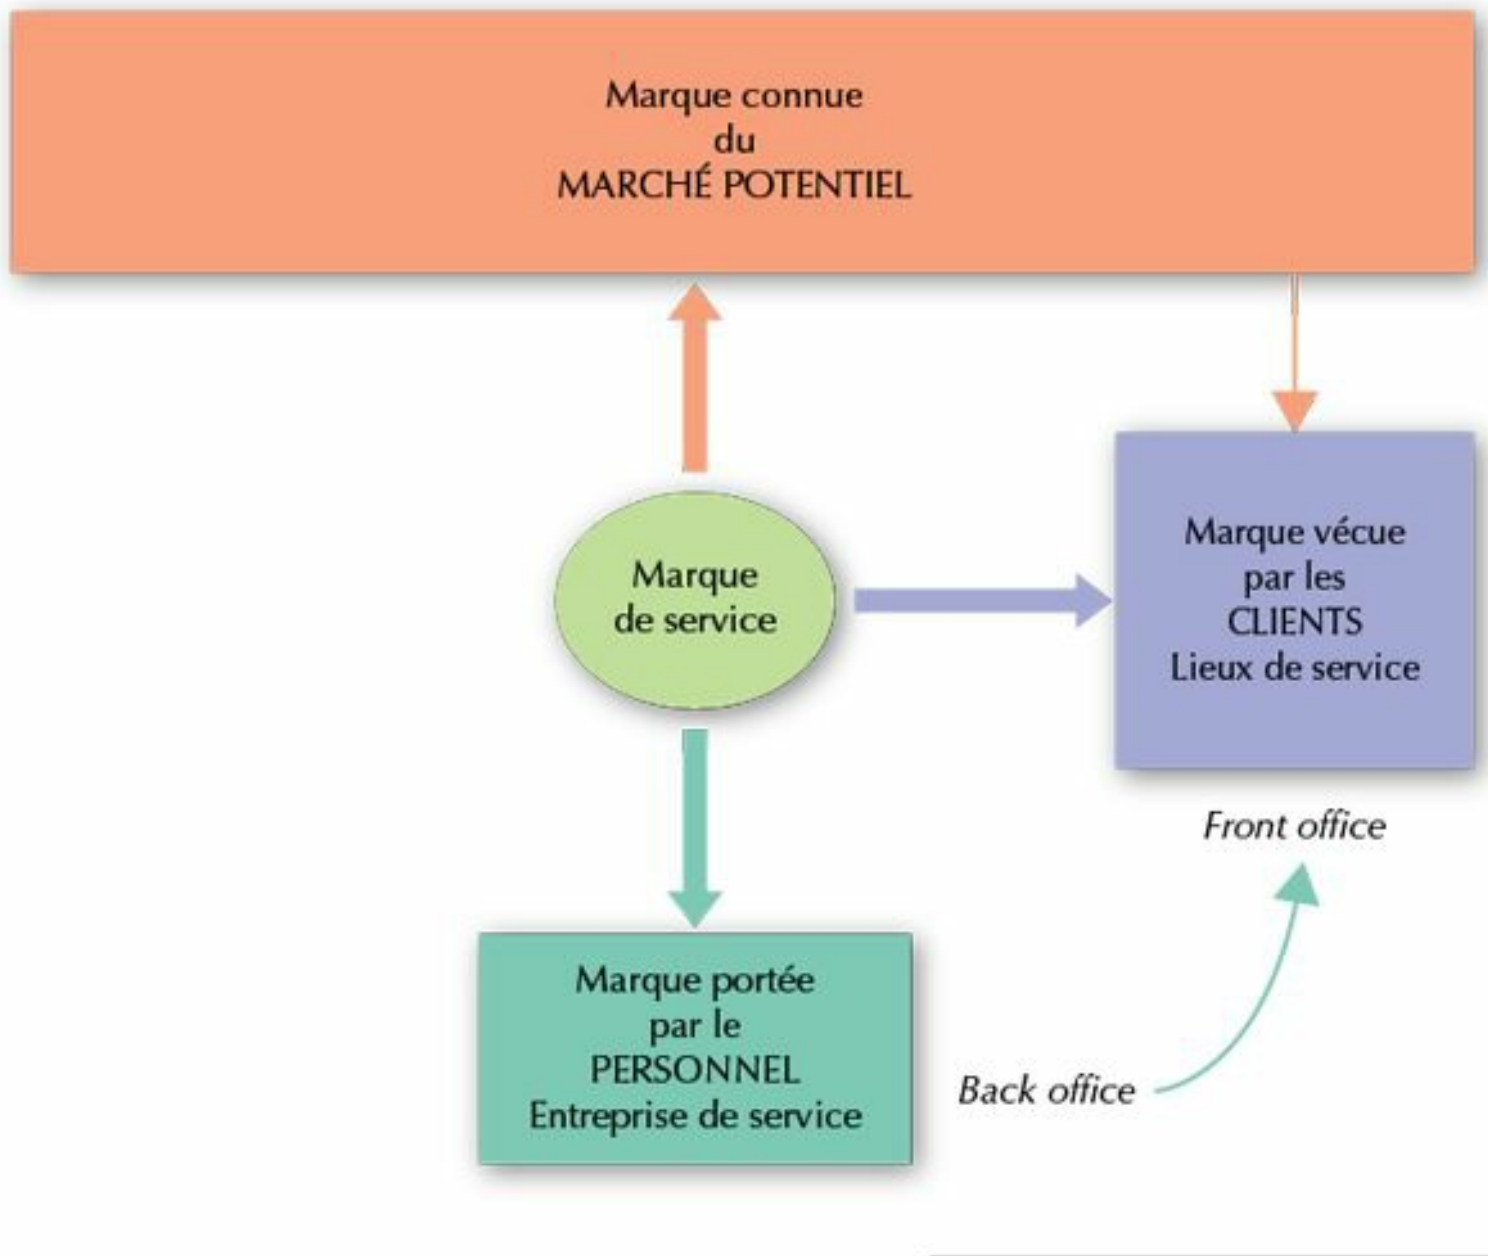 Marque connue
du
MARCHÉ POTENTIEL
Marque
de service
Marque vécue
par les
CLIENTS
Lieux de service
Front office
Marque portée
par le
PERSONNEL
Entreprise de service
Back office